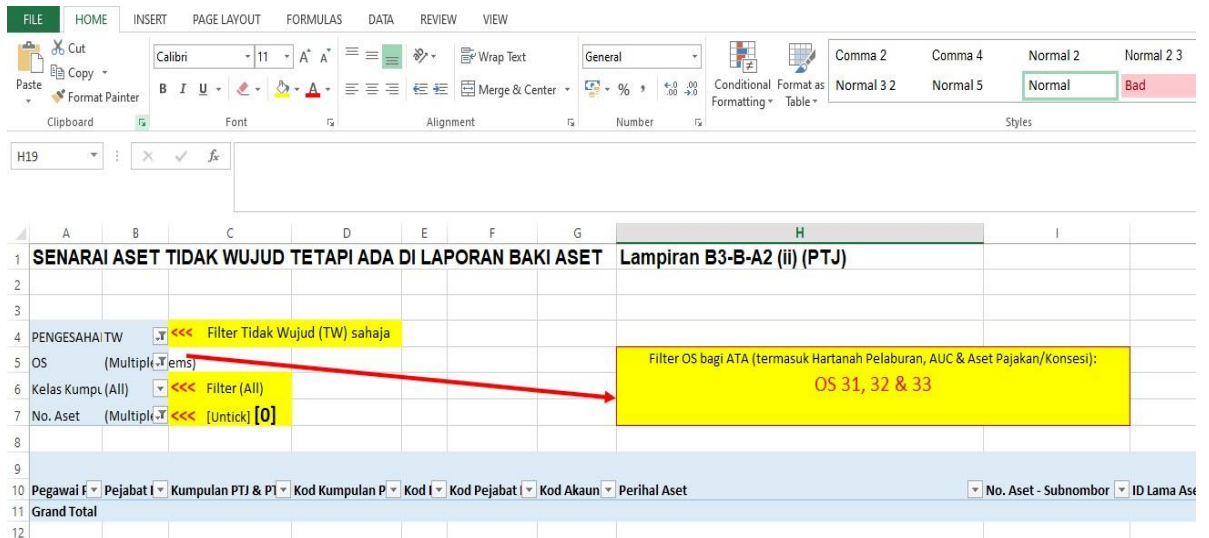 FILE HOME INSERT PAGE LAYOUT FORMULAS DATA REVIEW VIEW
Cut
Copy
Format Painter
Paste
Clipboard
Calibri 11
B I U
Font
Wrap Text
Merge & Center
Alignment
General
% ,
Number
Conditional Formatting
Format as Table
Comma 2 Comma 4 Normal 2 Normal 2 3
Normal 3 2 Normal 5 Normal Bad
Styles
H19 fx
A B C D E F G H I
1 SENARAI ASET TIDAK WUJUD TETAPI ADA DI LAPORAN BAKI ASET Lampiran B3-B-A2 (ii) (PTJ)
2
3
4 PENGESAHAI TW <<< Filter Tidak Wujud (TW) sahaja
5 OS (Multiple Items) Filter OS bagi ATA (termasuk Hartanah Pelaburan, AUC & Aset Pajakan/Konsesi):
OS 31, 32 & 33
6 Kelas Kumpu (All) <<< Filter (All)
7 No. Aset (Multiple <<< [Untick] [0]
8
9
10 Pegawai P Pejabat I Kumpulan PTJ & PT Kod Kumpulan P Kod I Kod Pejabat I Kod Akaun Perihal Aset No. Aset - Subnombor ID Lama Ase
11 Grand Total
12